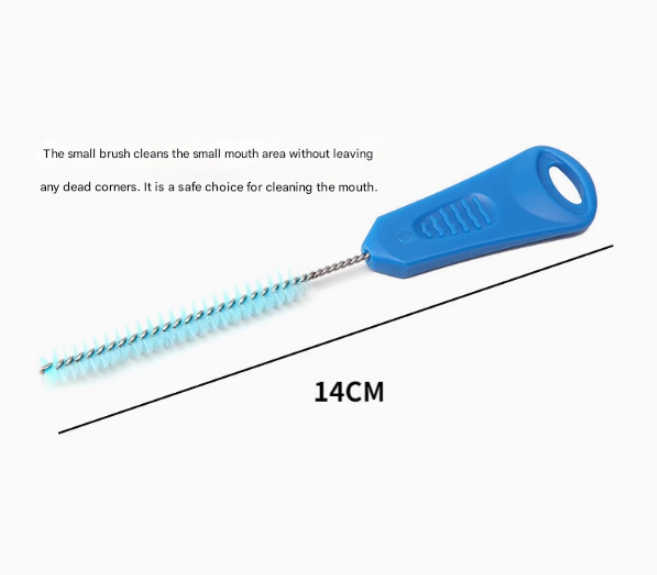 The small brush cleans the small mouth area without leaving
any dead corners. It is a safe choice for cleaning the mouth.
14CM